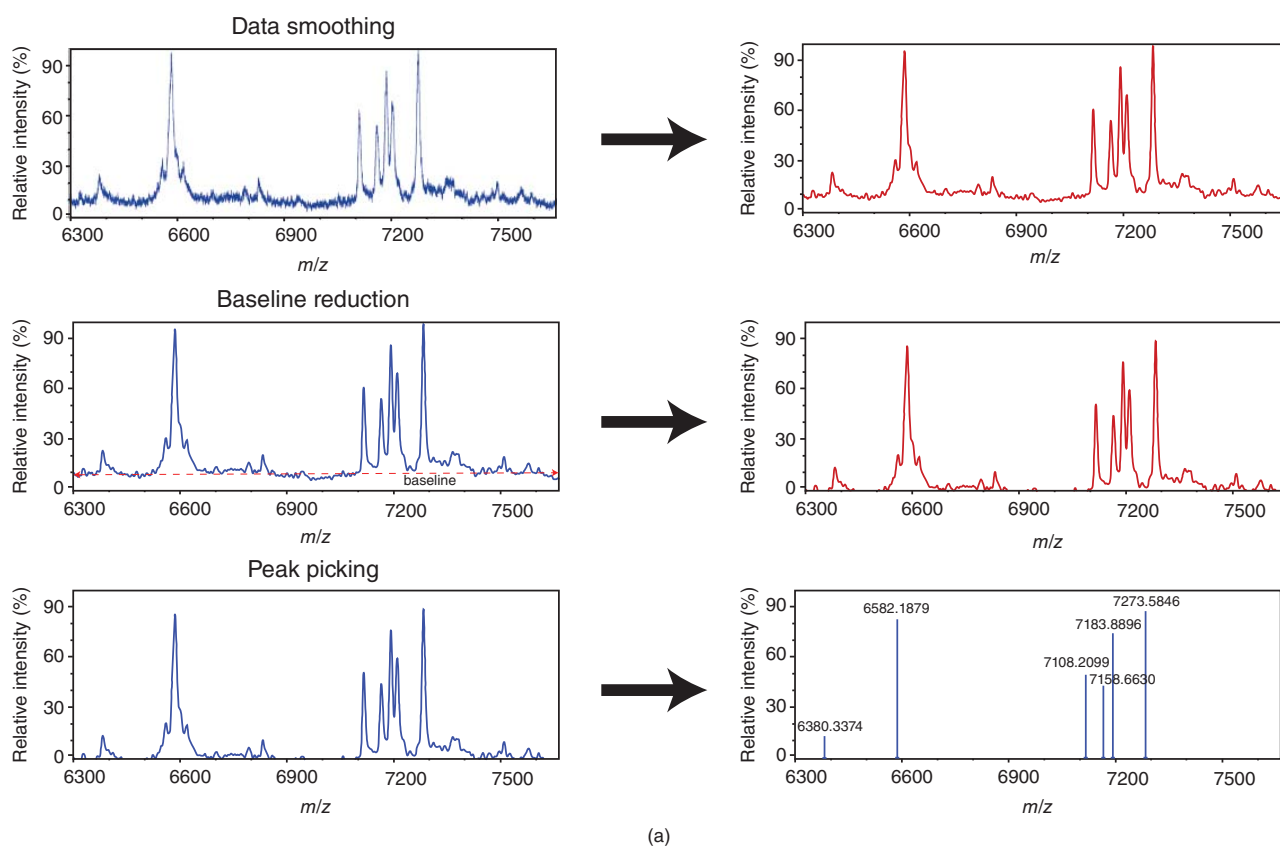 Data smoothing
Relative intensity (%)
90
60
30
0
6300 6600 6900 7200 7500
m/z
Relative intensity (%)
90
60
30
0
6300 6600 6900 7200 7500
m/z
Baseline reduction
Relative intensity (%)
90
60
30
0
baseline
6300 6600 6900 7200 7500
m/z
Relative intensity (%)
90
60
30
0
6300 6600 6900 7200 7500
m/z
Peak picking
Relative intensity (%)
90
60
30
0
6300 6600 6900 7200 7500
m/z
Relative intensity (%)
90
60
30
0
7273.5846
6582.1879
7183.8896
7108.2099
7158.6630
6380.3374
6300 6600 6900 7200 7500
m/z
(a)